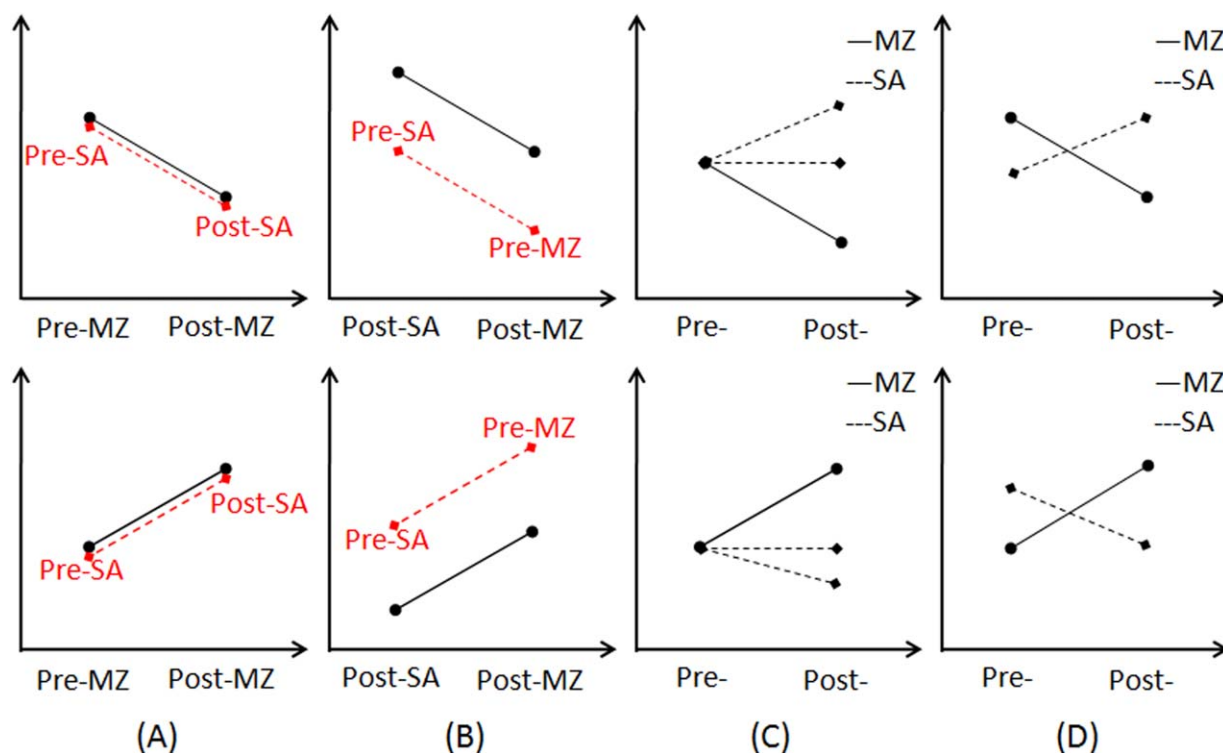 Pre-SA
Post-SA
Pre-MZ Post-MZ
Pre-SA
Pre-MZ
Post-SA Post-MZ
—MZ
---SA
Pre- Post-
—MZ
---SA
Pre- Post-
Post-SA
Pre-SA
Pre-MZ Post-MZ
Pre-MZ
Pre-SA
Post-SA Post-MZ
—MZ
---SA
Pre- Post-
—MZ
---SA
Pre- Post-
(A) (B) (C) (D)